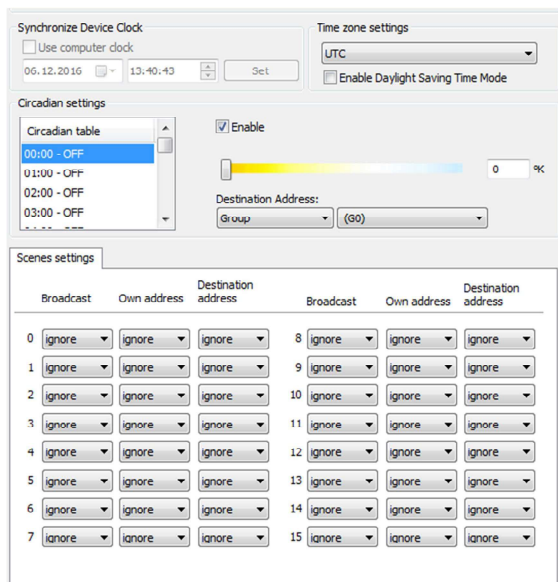 Synchronize Device Clock
Use computer clock
06.12.2016 13:40:43 Set
Time zone settings
UTC
Enable Daylight Saving Time Mode
Circadian settings
Circadian table
00:00 - OFF
01:00 - OFF
02:00 - OFF
03:00 - OFF
Enable
0 °K
Destination Address:
Group (G0)
Scenes settings
Broadcast Own address Destination address Broadcast Own address Destination address
0 ignore ignore ignore 8 ignore ignore ignore
1 ignore ignore ignore 9 ignore ignore ignore
2 ignore ignore ignore 10 ignore ignore ignore
3 ignore ignore ignore 11 ignore ignore ignore
4 ignore ignore ignore 12 ignore ignore ignore
5 ignore ignore ignore 13 ignore ignore ignore
6 ignore ignore ignore 14 ignore ignore ignore
7 ignore ignore ignore 15 ignore ignore ignore